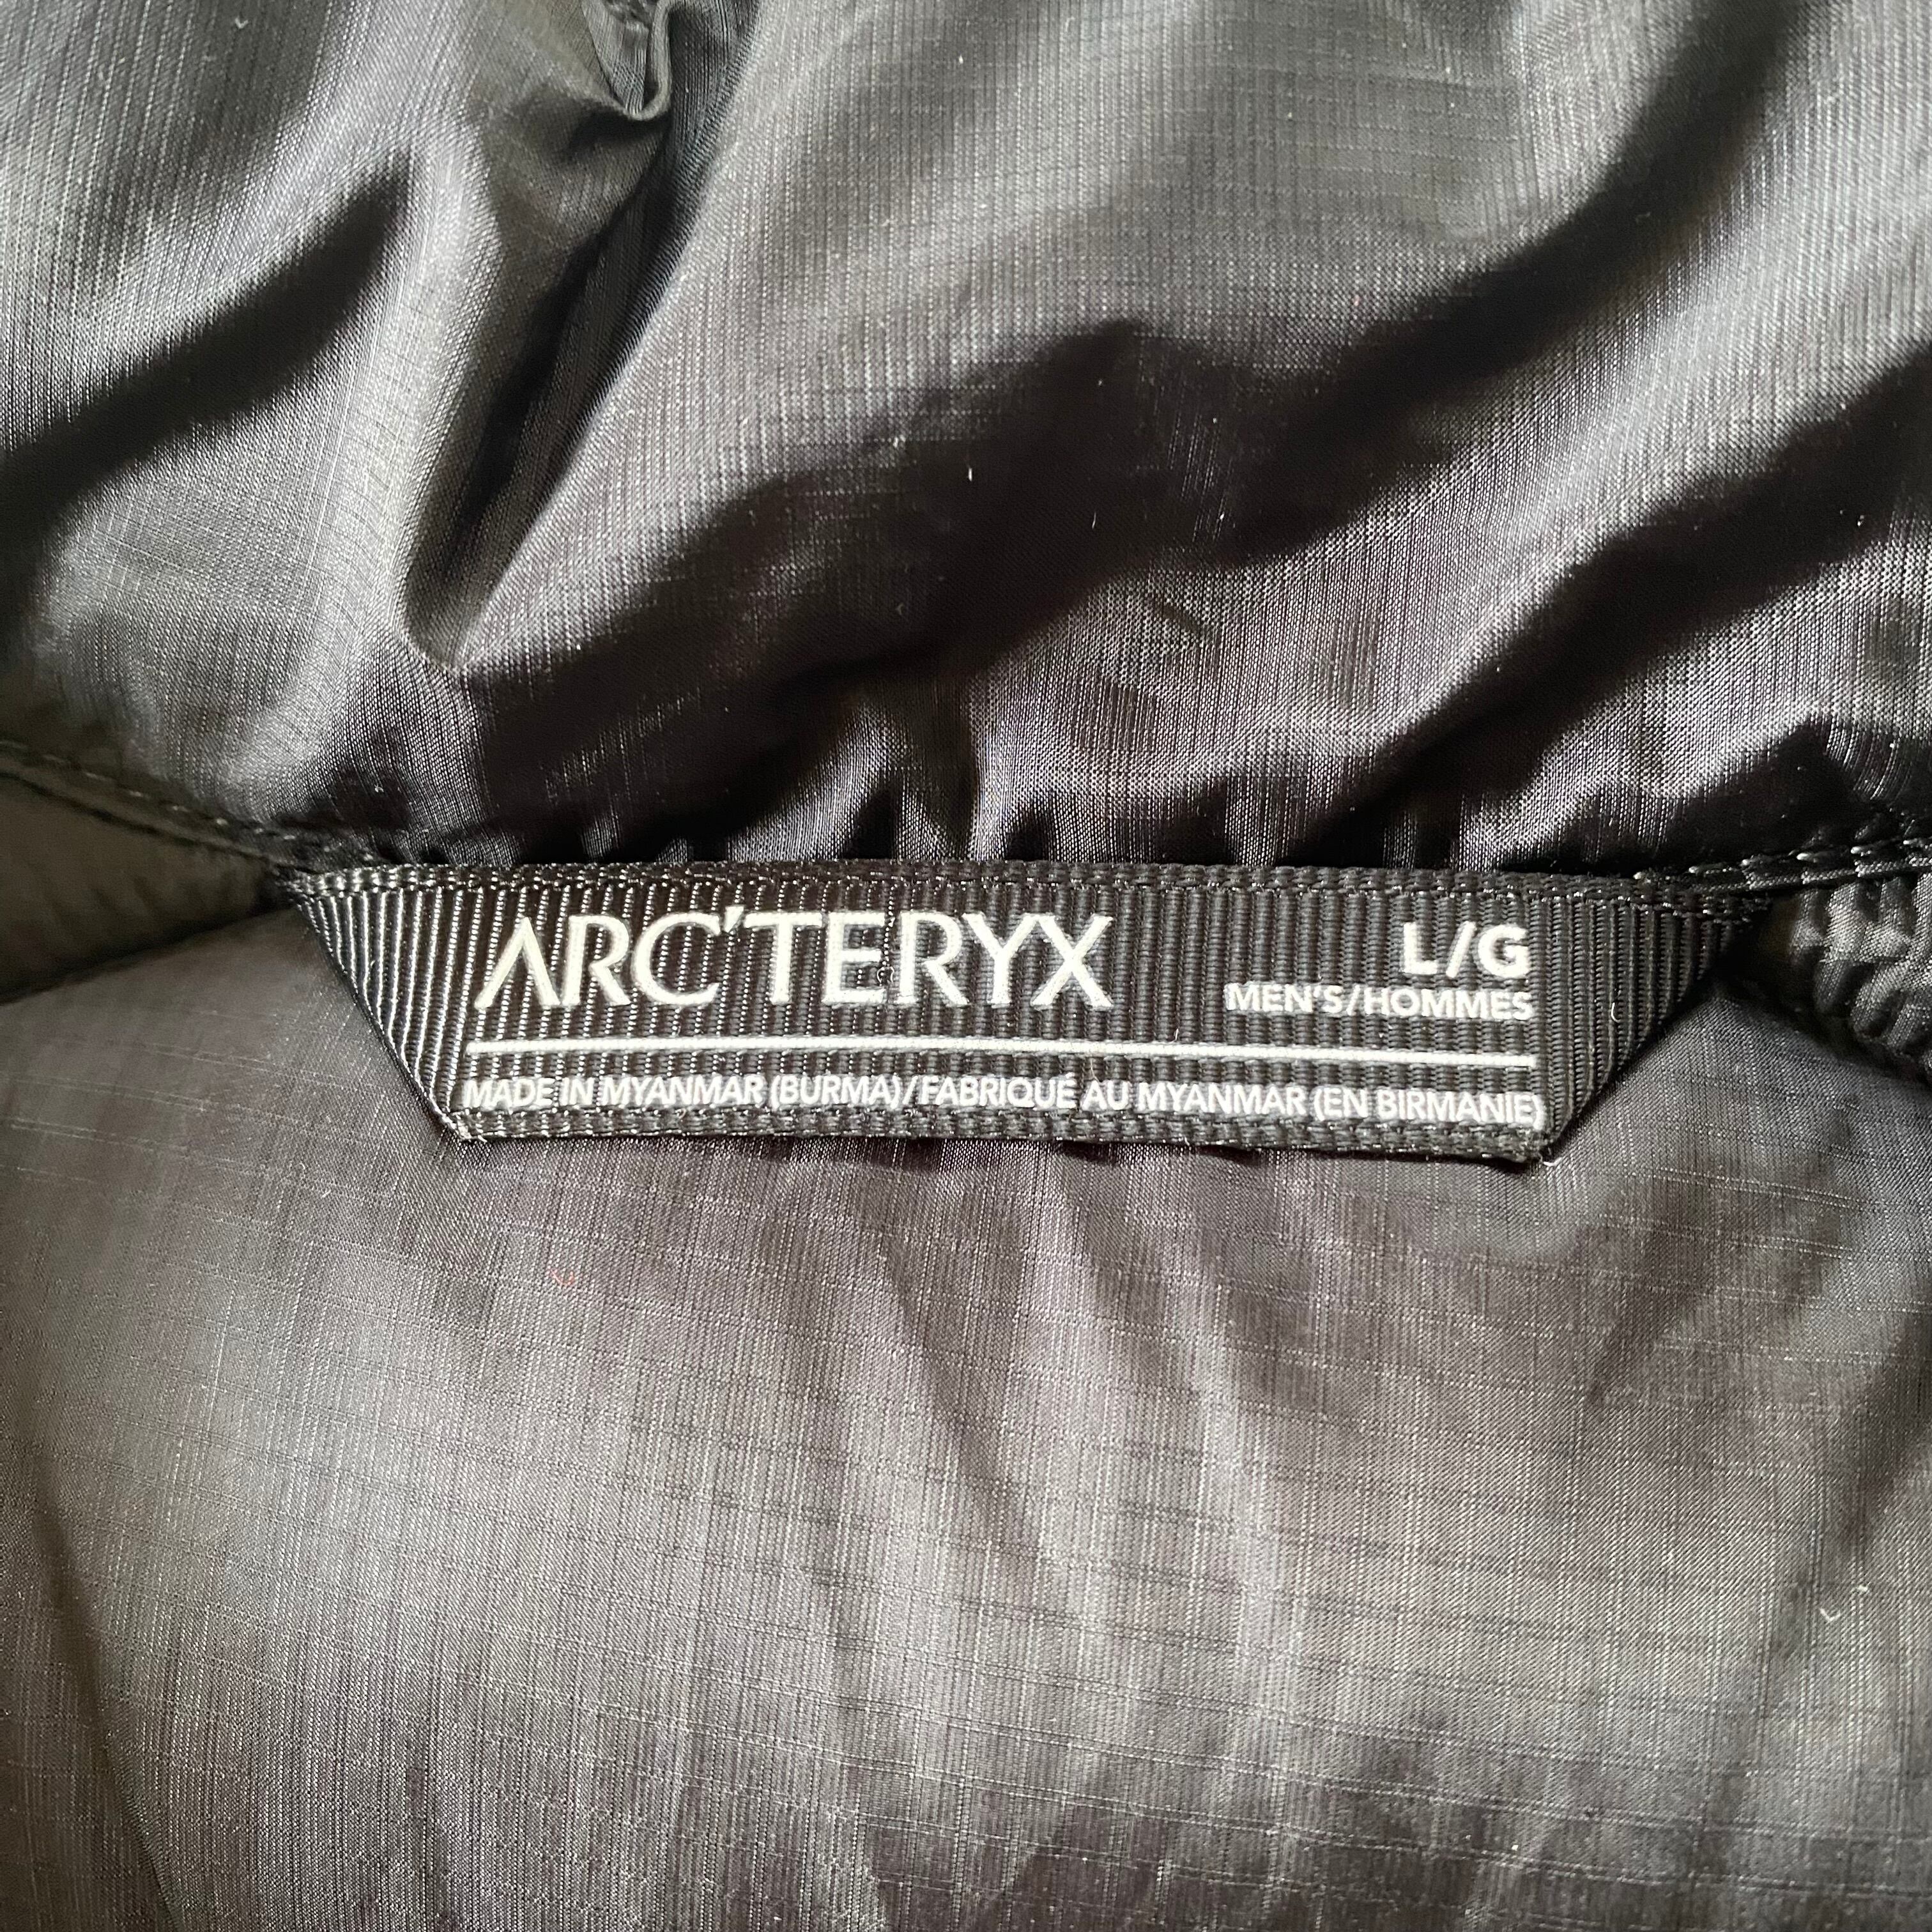 ARC'TERYX
L/G
MEN'S/HOMMES
MADE IN MYANMAR (BURMA)/FABRIQUÉ AU MYANMAR (EN BIRMANIE)